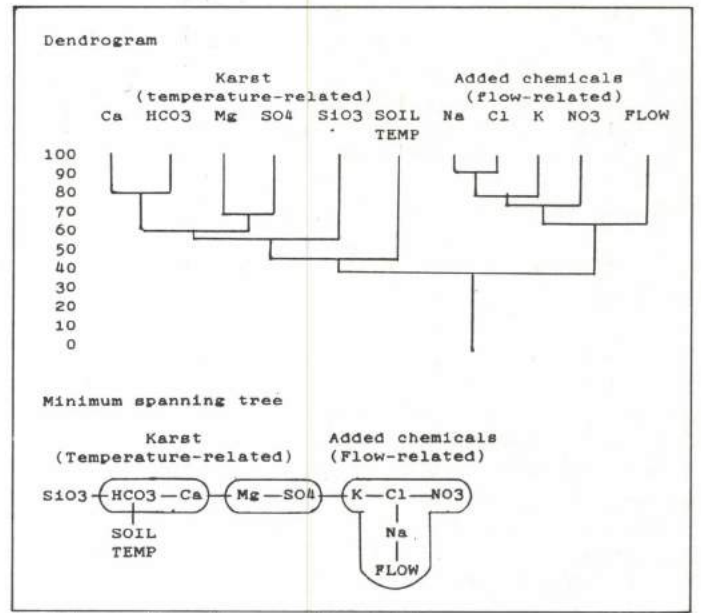 Dendrogram
Karst Added chemicals
(temperature-related) (flow-related)
Ca HCO3 Mg SO4 SiO3 SOIL TEMP Na Cl K NO3 FLOW
100
90
80
70
60
50
40
30
20
10
0
Minimum spanning tree
Karst Added chemicals
(Temperature-related) (Flow-related)
SiO3 HCO3 Ca Mg SO4 K Cl NO3
SOIL Na
TEMP
FLOW